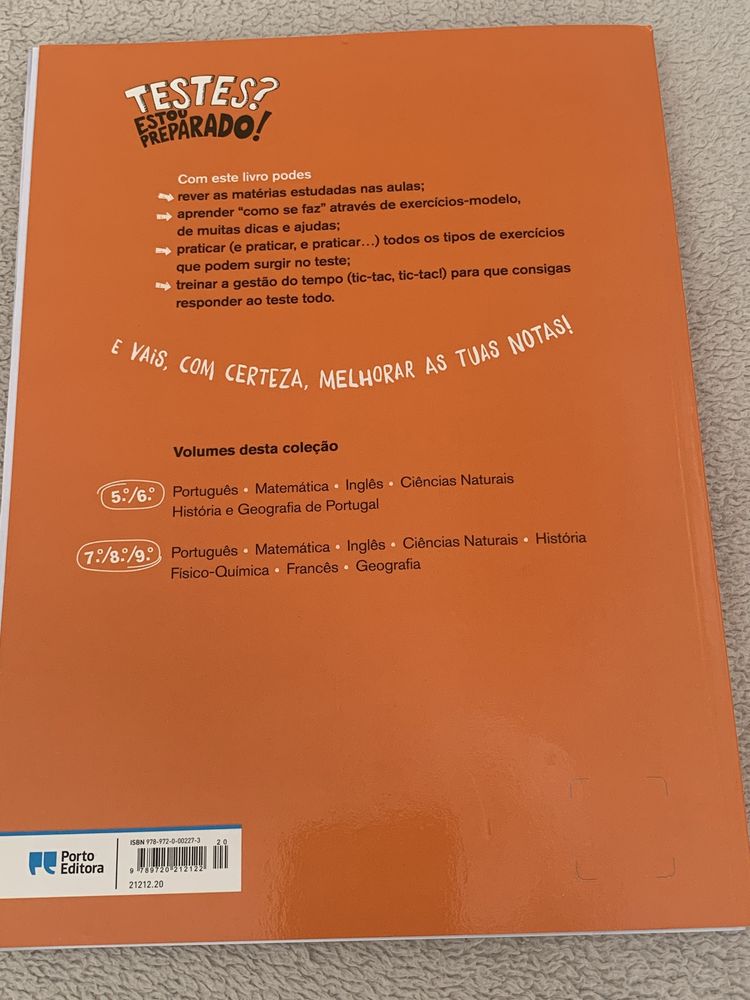 TESTES?
ESTOU
PREPARADO!
Com este livro podes
rever as matérias estudadas nas aulas;
aprender “como se faz” através de exercícios-modelo,
de muitas dicas e ajudas;
praticar (e praticar, e praticar...) todos os tipos de exercícios
que podem surgir no teste;
treinar a gestão do tempo (tic-tac, tic-tac!) para que consigas
responder ao teste todo.
E VAIS, COM CERTEZA, MELHORAR AS TUAS NOTAS!
Volumes desta coleção
5.º/6.º Português • Matemática • Inglês • Ciências Naturais
História e Geografia de Portugal
7.º/8.º/9.º Português • Matemática • Inglês • Ciências Naturais • História
Físico-Química • Francês • Geografia
Porto
Editora
ISBN 978-972-0-00227-3
20
9 789720 212122
21212.20